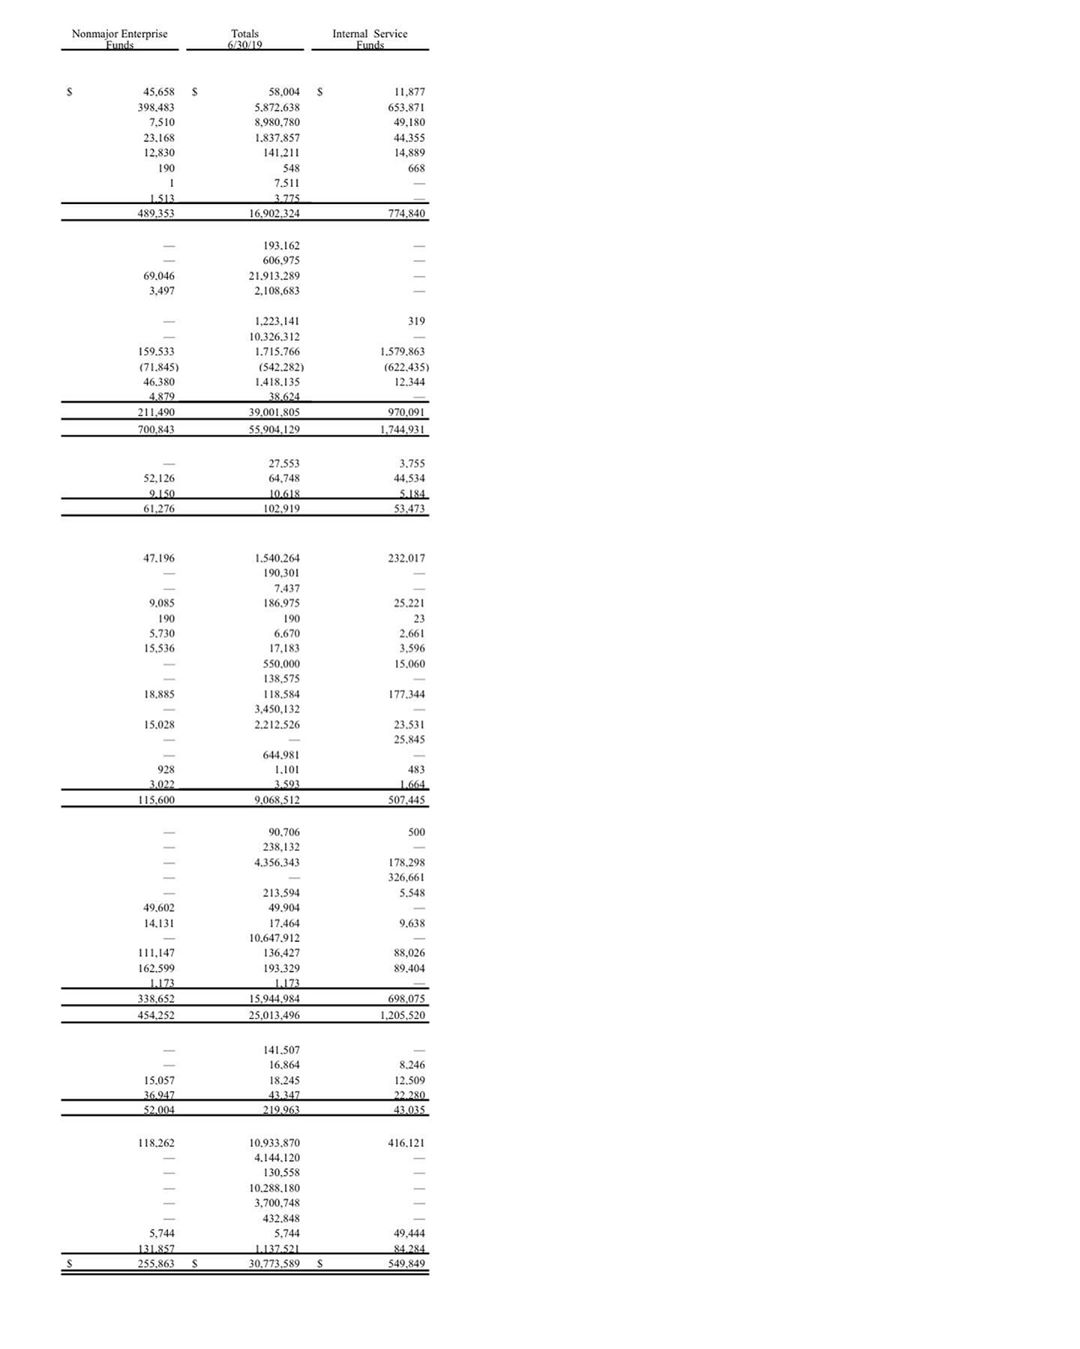 Nonmajor Enterprise Funds Totals 6/30/19 Internal Service Funds
$ 45,658 $ 58,004 $ 11,877
398,483 5,872,638 653,871
7,510 8,980,780 49,180
23,168 1,837,857 44,355
12,830 141,211 14,889
190 548 668
1 7,511 —
1,513 3,775 —
489,353 16,902,324 774,840
— 193,162 —
— 606,975 —
69,046 21,913,289 —
3,497 2,108,683 —
— 1,223,141 319
— 10,326,312 —
159,533 1,715,766 1,579,863
(71,845) (542,282) (622,435)
46,380 1,418,135 12,344
4,879 38,624 —
211,490 39,001,805 970,091
700,843 55,904,129 1,744,931
— 27,553 3,755
52,126 64,748 44,534
9,150 10,618 5,184
61,276 102,919 53,473
47,196 1,540,264 232,017
— 190,301 —
— 7,437 —
9,085 186,975 25,221
190 190 23
5,730 6,670 2,661
15,536 17,183 3,596
— 550,000 15,060
— 138,575 —
18,885 118,584 177,344
— 3,450,132 —
15,028 2,212,526 23,531
— — 25,845
— 644,981 —
928 1,101 483
3,022 3,593 1,664
115,600 9,068,512 507,445
— 90,706 500
— 238,132 —
— 4,356,343 178,298
— — 326,661
— 213,594 5,548
49,602 49,904 —
14,131 17,464 9,638
— 10,647,912 —
111,147 136,427 88,026
162,599 193,329 89,404
1,173 1,173 —
338,652 15,944,984 698,075
454,252 25,013,496 1,205,520
— 141,507 —
— 16,864 8,246
15,057 18,245 12,509
36,947 43,347 22,280
52,004 219,963 43,035
118,262 10,933,870 416,121
— 4,144,120 —
— 130,558 —
— 10,288,180 —
— 3,700,748 —
— 432,848 —
5,744 5,744 49,444
131,857 1,137,521 84,284
$ 255,863 $ 30,773,589 $ 549,849